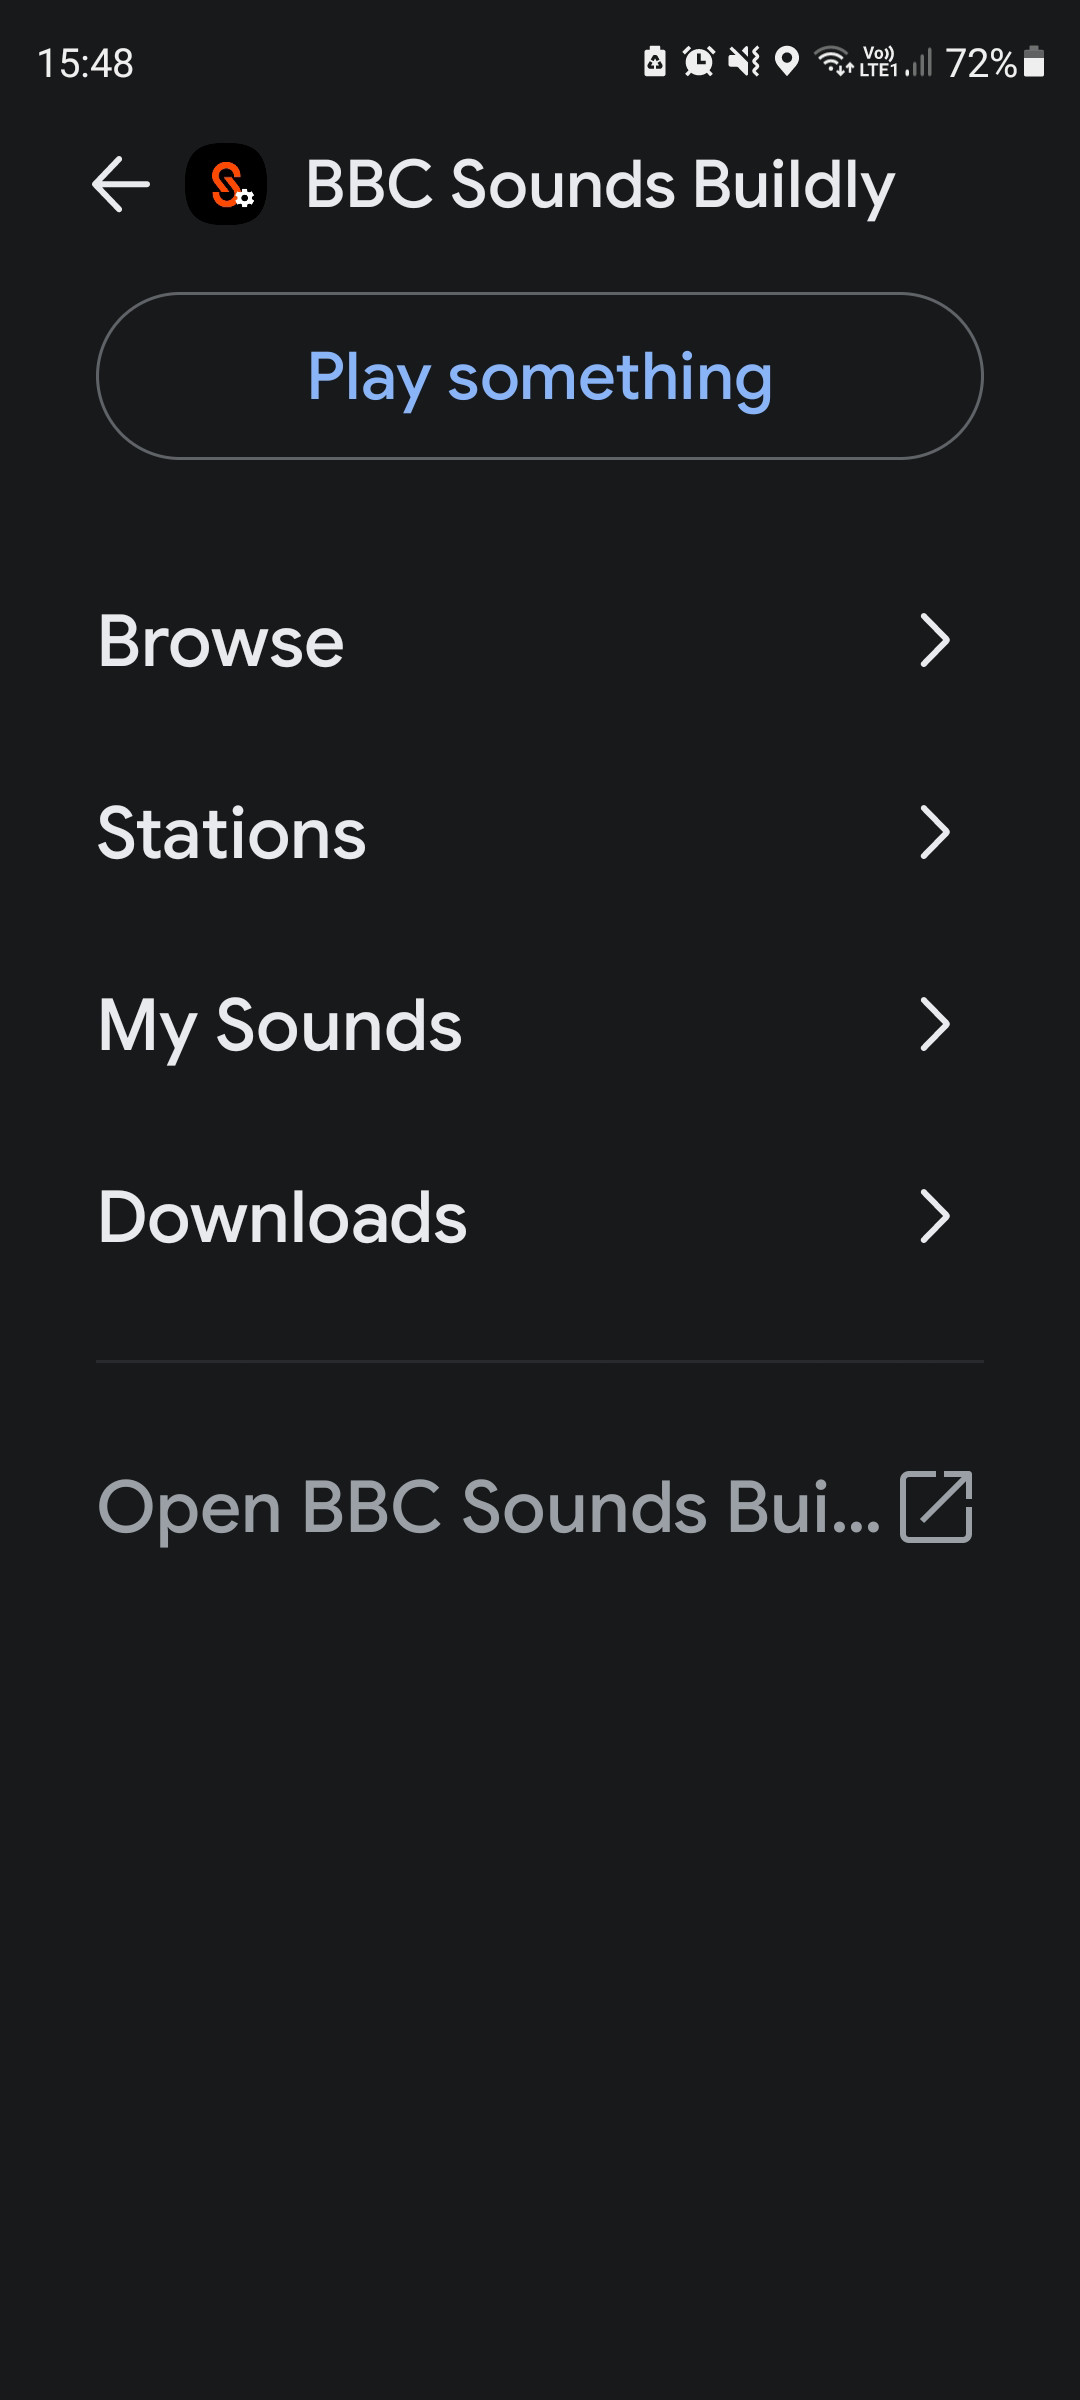 15:48
Vo)) LTE1 72%
BBC Sounds Buildly
Play something
Browse
Stations
My Sounds
Downloads
Open BBC Sounds Bui...